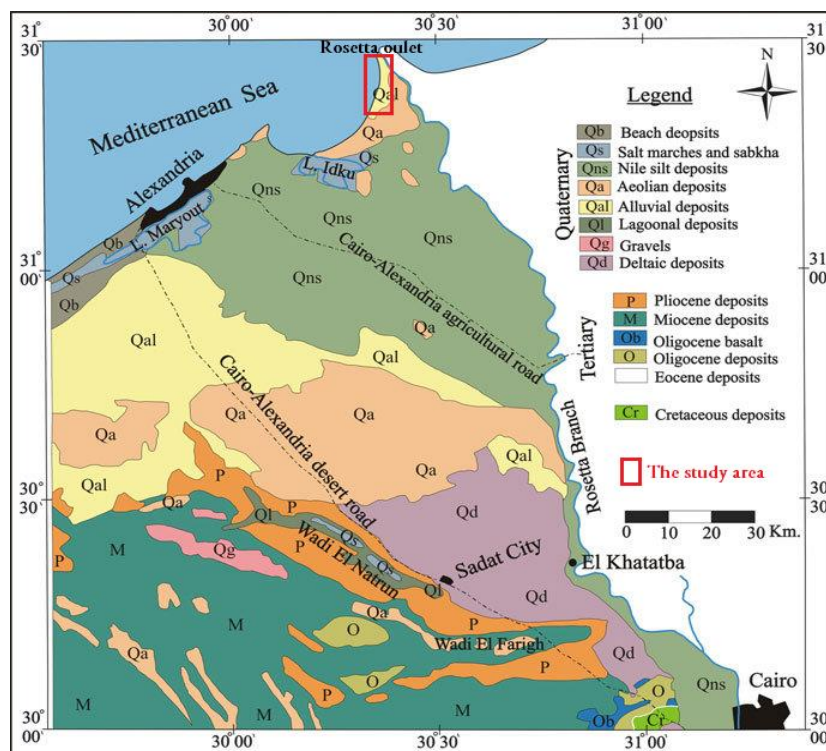 30° 00' 30° 30' 31° 00'
31° 30'
31° 30'
Rosetta oulet
N
Mediterranean Sea
Qal
Qa
Qs
L. Idku
Alexandria
L. Maryout
Qb
Qs
Qb
Qns
Qns
Qns
Qns
Cairo-Alexandria agricultural road
31° 00'
31° 00'
Qa
Qal
Qal
Qa
Qa
Qa
Qa
Qal
Qal
Cairo-Alexandria desert road
Rosetta Branch
30° 30'
30° 30'
P
Qa
Ql
P
Qs
Qs
Ql
Wadi El Natrun
P
P
M
Qg
Qd
Sadat City
El Khatatba
Qd
Qa
O
P
Wadi El Farigh
P
M
Qa
P
O
M
M
M
Qd
O
Qns
Cairo
Ob
Cr
30° 00'
30° 00'
30° 00' 30° 30' 31° 00'
Legend
Quaternary
Qb Beach deopsits
Qs Salt marches and sabkha
Qns Nile silt deposits
Qa Aeolian deposits
Qal Alluvial deposits
Ql Lagoonal deposits
Qg Gravels
Qd Deltaic deposits
Tertiary
P Pliocene deposits
M Miocene deposits
Ob Oligocene basalt
O Oligocene deposits
Eocene deposits
Cr Cretaceous deposits
The study area
0 10 20 30 Km.